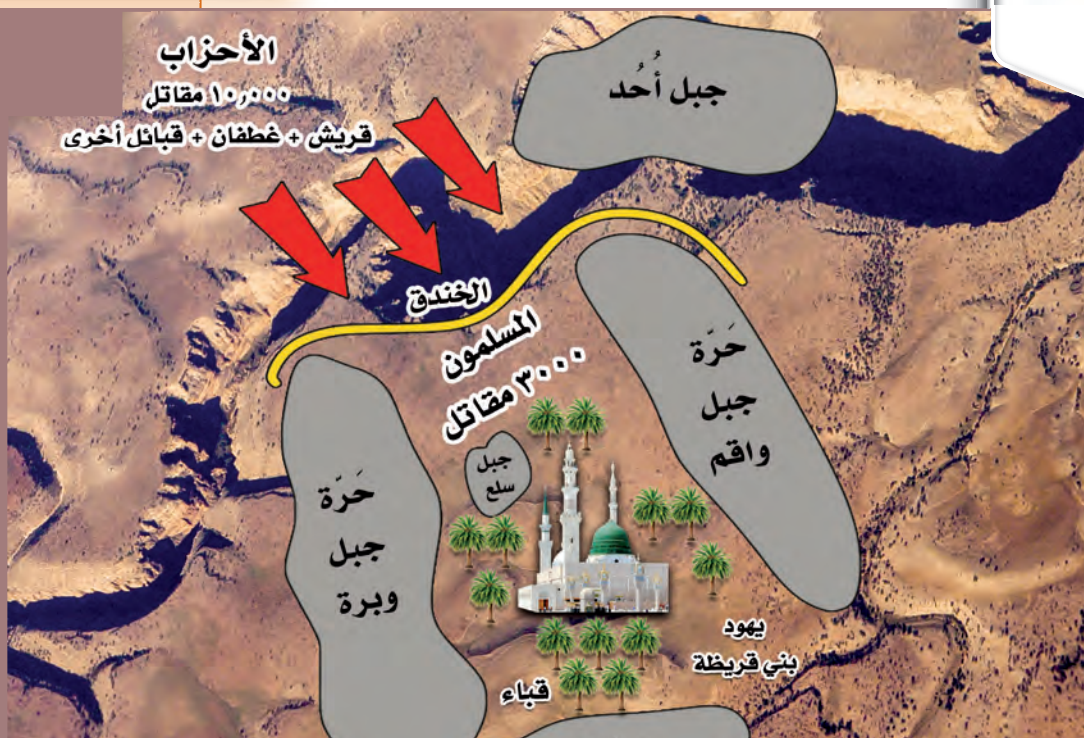 الأحزاب
١٠,٠٠٠ مقاتل
قريش + غطفان + قبائل أخرى
جبل أُحُد
الخندق
المسلمون
٣٠٠٠ مقاتل
حَرّة
جبل
واقم
جبل
سلع
حَرّة
جبل
وبرة
يهود
بني قريظة
قباء